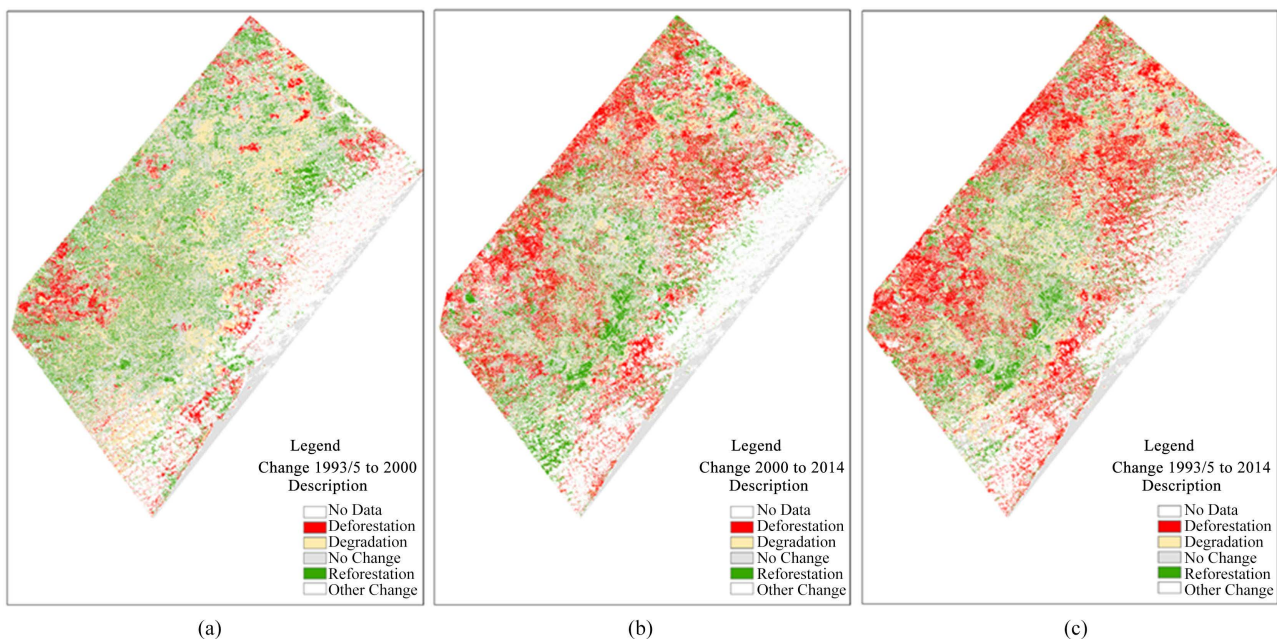 Legend
Change 1993/5 to 2000
Description
No Data
Deforestation
Degradation
No Change
Reforestation
Other Change
(a)
Legend
Change 2000 to 2014
Description
No Data
Deforestation
Degradation
No Change
Reforestation
Other Change
(b)
Legend
Change 1993/5 to 2014
Description
No Data
Deforestation
Degradation
No Change
Reforestation
Other Change
(c)